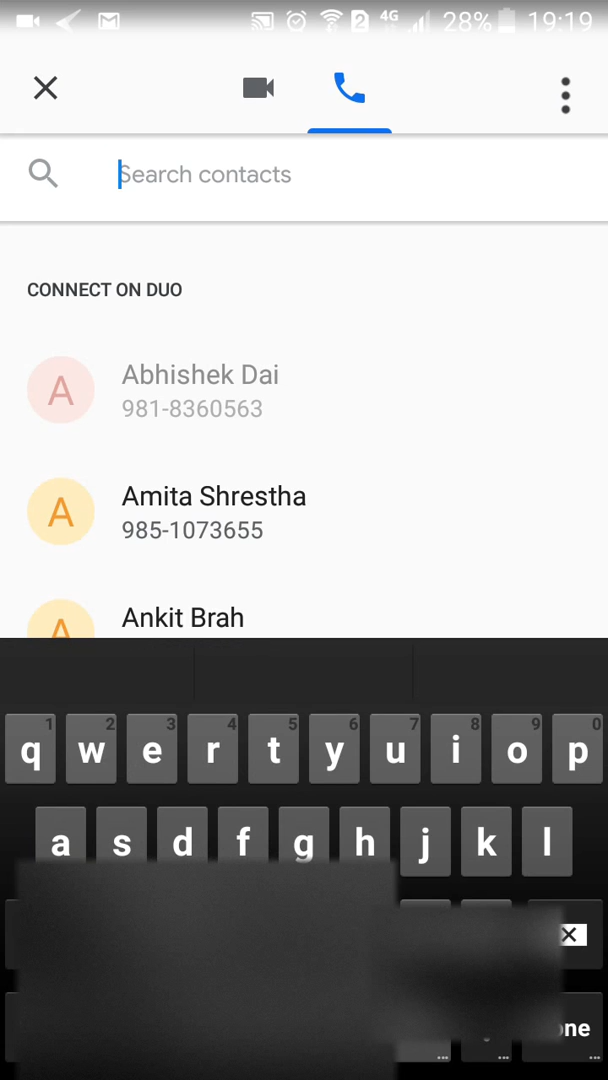 2 4G 28% 19:19
Search contacts
CONNECT ON DUO
A Abhishek Dai
981-8360563
A Amita Shrestha
985-1073655
A Ankit Brah
1 2 3 4 5 6 7 8 9 0
q w e r t y u i o p
a s d f g h j k l